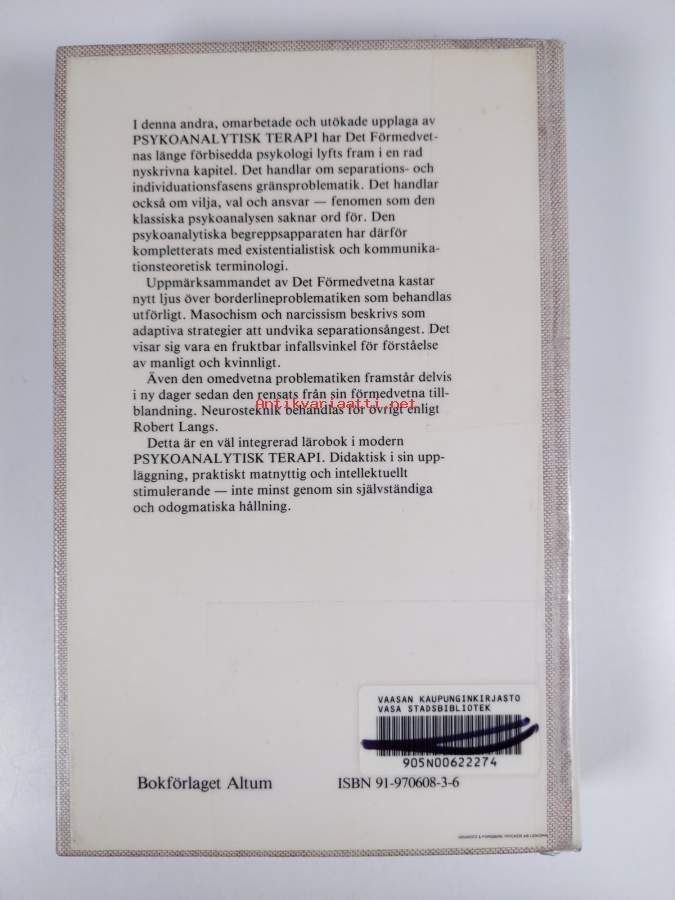 I denna andra, omarbetade och utökade upplaga av
PSYKOANALYTISK TERAPI har Det Förmedvet-
nas länge förbisedda psykologi lyfts fram i en rad
nyskrivna kapitel. Det handlar om separations- och
individuationsfasens gränsproblematik. Det handlar
också om vilja, val och ansvar — fenomen som den
klassiska psykoanalysen saknar ord för. Den
psykoanalytiska begreppsapparaten har därför
kompletterats med existentialistisk och kommunika-
tionsteoretisk terminologi.
Uppmärksammandet av Det Förmedvetna kastar
nytt ljus över borderlineproblematiken som behandlas
utförligt. Masochism och narcissism beskrivs som
adaptiva strategier att undvika separationsångest. Det
visar sig vara en fruktbar infallsvinkel för förståelse
av manligt och kvinnligt.
Även den omedvetna problematiken framstår delvis
i ny dager sedan den rensats från sin förmedvetna till-
blandning. Neurosteknik behandlas för övrigt enligt
Antikvariaatti.net
Robert Langs.
Detta är en väl integrerad lärobok i modern
PSYKOANALYTISK TERAPI. Didaktisk i sin upp-
läggning, praktiskt matnyttig och intellektuellt
stimulerande — inte minst genom sin självständiga
och odogmatiska hållning.
VAASAN KAUPUNGINKIRJASTO
VASA STADSBIBLIOTEK
905N00622274
Bokförlaget Altum
ISBN 91-970608-3-6